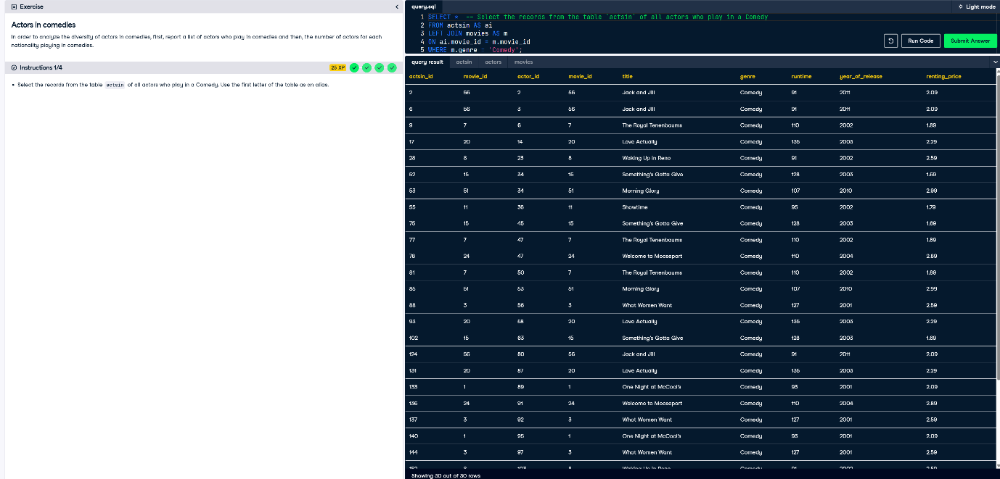 Exercise
Actors in comedies
In order to analyze the diversity of actors in comedies, first, report a list of actors who play in comedies and then, the number of actors for each
nationality playing in comedies.
Instructions 1/4
25 XP
• Select the records from the table actsin of all actors who play in a Comedy. Use the first letter of the table as an alias.
query.sql
Light mode
1 SELECT * -- Select the records from the table `actsin` of all actors who play in a Comedy
2 FROM actsin AS ai
3 LEFT JOIN movies AS m
4 ON ai.movie_id = m.movie_id
5 WHERE m.genre = 'Comedy';
Run Code
Submit Answer
query result actsin actors movies
actsin_id movie_id actor_id movie_id title genre runtime year_of_release renting_price
2 56 2 56 Jack and Jill Comedy 91 2011 2.09
6 56 3 56 Jack and Jill Comedy 91 2011 2.09
9 7 6 7 The Royal Tenenbaums Comedy 110 2002 1.89
17 20 14 20 Love Actually Comedy 135 2003 2.29
28 8 23 8 Waking Up in Reno Comedy 91 2002 2.59
52 15 34 15 Something's Gotta Give Comedy 128 2003 1.69
53 51 34 51 Morning Glory Comedy 107 2010 2.99
55 11 36 11 Showtime Comedy 95 2002 1.79
75 15 45 15 Something's Gotta Give Comedy 128 2003 1.69
77 7 47 7 The Royal Tenenbaums Comedy 110 2002 1.89
78 24 47 24 Welcome to Mooseport Comedy 110 2004 2.89
81 7 50 7 The Royal Tenenbaums Comedy 110 2002 1.89
85 51 53 51 Morning Glory Comedy 107 2010 2.99
88 3 56 3 What Women Want Comedy 127 2001 2.59
93 20 58 20 Love Actually Comedy 135 2003 2.29
102 15 63 15 Something's Gotta Give Comedy 128 2003 1.69
124 56 80 56 Jack and Jill Comedy 91 2011 2.09
131 20 87 20 Love Actually Comedy 135 2003 2.29
133 1 89 1 One Night at McCool's Comedy 93 2001 2.09
136 24 91 24 Welcome to Mooseport Comedy 110 2004 2.89
137 3 92 3 What Women Want Comedy 127 2001 2.59
140 1 95 1 One Night at McCool's Comedy 93 2001 2.09
144 3 97 3 What Women Want Comedy 127 2001 2.59
Showing 30 out of 30 rows